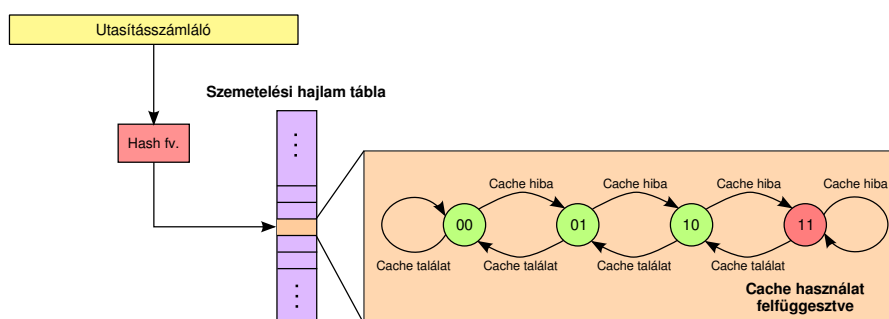 Utasításszámláló
Szemetelési hajlam tábla
Hash fv.
Cache hiba
Cache hiba
Cache hiba
Cache hiba
00
01
10
11
Cache találat
Cache találat
Cache találat
Cache találat
Cache használat
felfüggesztve